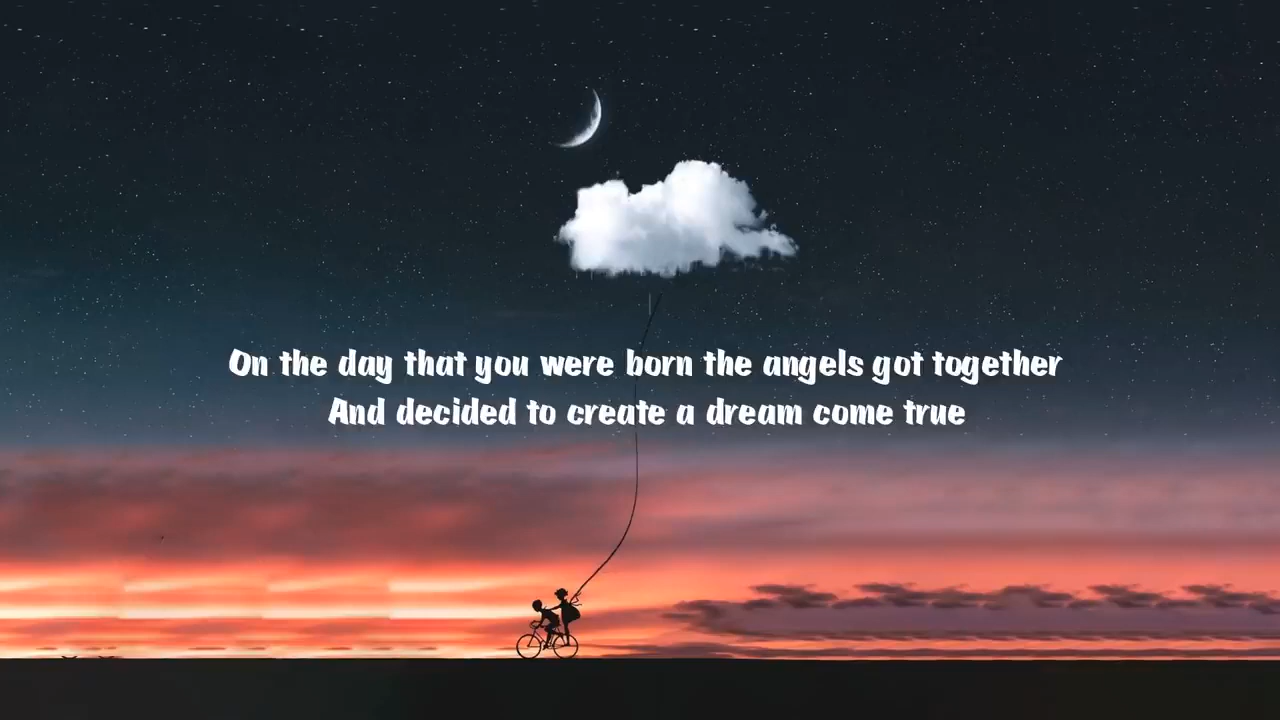 On the day that you were born the angels got together
And decided to create a dream come true